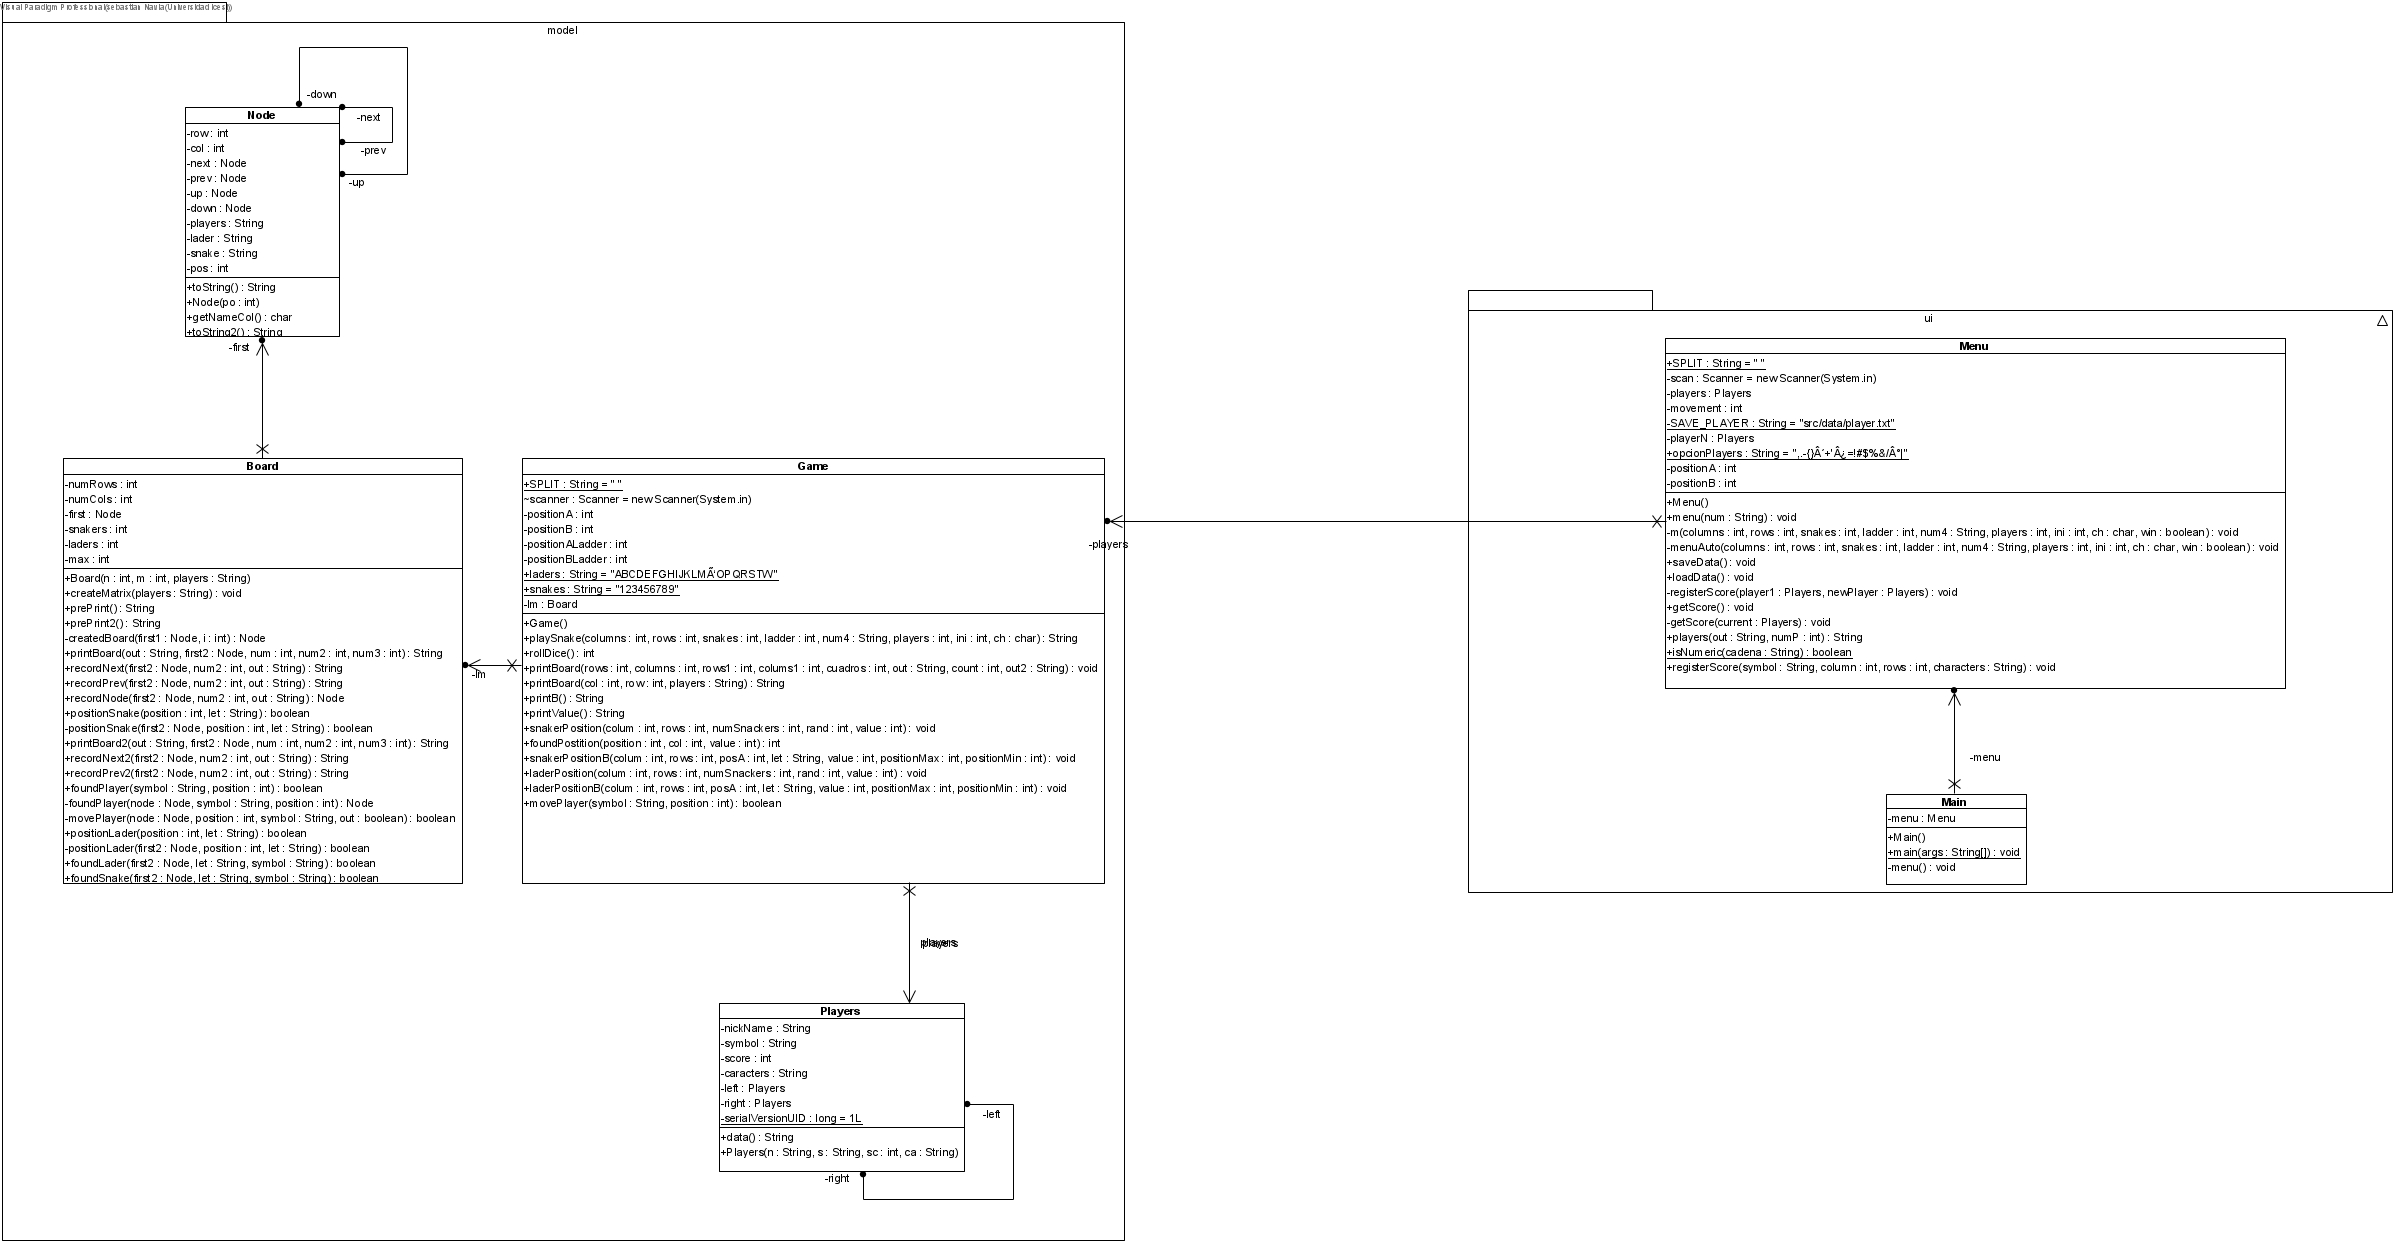 Visual Paradigm Professional(sebastian Navia(Universidad Icesi))
model
-down
Node
-next
-row : int
-col : int
-prev
-next : Node
-prev : Node
-up
-up : Node
-down : Node
-players : String
-lader : String
-snake : String
-pos : int
+toString() : String
+Node(po : int)
+getNameCol() : char
+toString2() : String
-first
Board
-numRows : int
-numCols : int
-first : Node
-snakers : int
-laders : int
-max : int
+Board(n : int, m : int, players : String)
+createMatrix(players : String) : void
+prePrint() : String
+prePrint2() : String
-createdBoard(first1 : Node, i : int) : Node
+printBoard(out : String, first2 : Node, num : int, num2 : int, num3 : int) : String
+recordNext(first2 : Node, num2 : int, out : String) : String
+recordPrev(first2 : Node, num2 : int, out : String) : String
+recordNode(first2 : Node, num2 : int, out : String) : Node
+positionSnake(position : int, let : String) : boolean
-positionSnake(first2 : Node, position : int, let : String) : boolean
+printBoard2(out : String, first2 : Node, num : int, num2 : int, num3 : int) : String
+recordNext2(first2 : Node, num2 : int, out : String) : String
+recordPrev2(first2 : Node, num2 : int, out : String) : String
+foundPlayer(symbol : String, position : int) : boolean
-foundPlayer(node : Node, symbol : String, position : int) : Node
-movePlayer(node : Node, position : int, symbol : String, out : boolean) : boolean
+positionLader(position : int, let : String) : boolean
-positionLader(first2 : Node, position : int, let : String) : boolean
+foundLader(first2 : Node, let : String, symbol : String) : boolean
+foundSnake(first2 : Node, let : String, symbol : String) : boolean
-lm
Game
+SPLIT : String = " "
~scanner : Scanner = new Scanner(System.in)
-positionA : int
-positionB : int
-positionALadder : int
-positionBLadder : int
+laders : String = "ABCDEFGHIJKLMÃ‘OPQRSTVV"
+snakes : String = "123456789"
-lm : Board
+Game()
+playSnake(columns : int, rows : int, snakes : int, ladder : int, num4 : String, players : int, ini : int, ch : char) : String
+rollDice() : int
+printBoard(rows : int, columns : int, rows1 : int, colums1 : int, cuadros : int, out : String, count : int, out2 : String) : void
+printBoard(col : int, row : int, players : String) : String
+printB() : String
+printValue() : String
+snakerPosition(colum : int, rows : int, numSnackers : int, rand : int, value : int) : void
+foundPostition(position : int, col : int, value : int) : int
+snakerPositionB(colum : int, rows : int, posA : int, let : String, value : int, positionMax : int, positionMin : int) : void
+laderPosition(colum : int, rows : int, numSnackers : int, rand : int, value : int) : void
+laderPositionB(colum : int, rows : int, posA : int, let : String, value : int, positionMax : int, positionMin : int) : void
+movePlayer(symbol : String, position : int) : boolean
-players
players
players
Players
-nickName : String
-symbol : String
-score : int
-caracters : String
-left : Players
-right : Players
-serialVersionUID : long = 1L
+data() : String
+Players(n : String, s : String, sc : int, ca : String)
-left
-right
ui
Menu
+SPLIT : String = " "
-scan : Scanner = new Scanner(System.in)
-players : Players
-movement : int
-SAVE_PLAYER : String = "src/data/player.txt"
-playerN : Players
+opcionPlayers : String = ",.-{}Â´+'Â¿=!#$%&/Â°|"
-positionA : int
-positionB : int
+Menu()
+menu(num : String) : void
-m(columns : int, rows : int, snakes : int, ladder : int, num4 : String, players : int, ini : int, ch : char, win : boolean) : void
-menuAuto(columns : int, rows : int, snakes : int, ladder : int, num4 : String, players : int, ini : int, ch : char, win : boolean) : void
+saveData() : void
+loadData() : void
-registerScore(player1 : Players, newPlayer : Players) : void
+getScore() : void
-getScore(current : Players) : void
+players(out : String, numP : int) : String
+isNumeric(cadena : String) : boolean
+registerScore(symbol : String, column : int, rows : int, characters : String) : void
-menu
Main
-menu : Menu
+Main()
+main(args : String[]) : void
-menu() : void